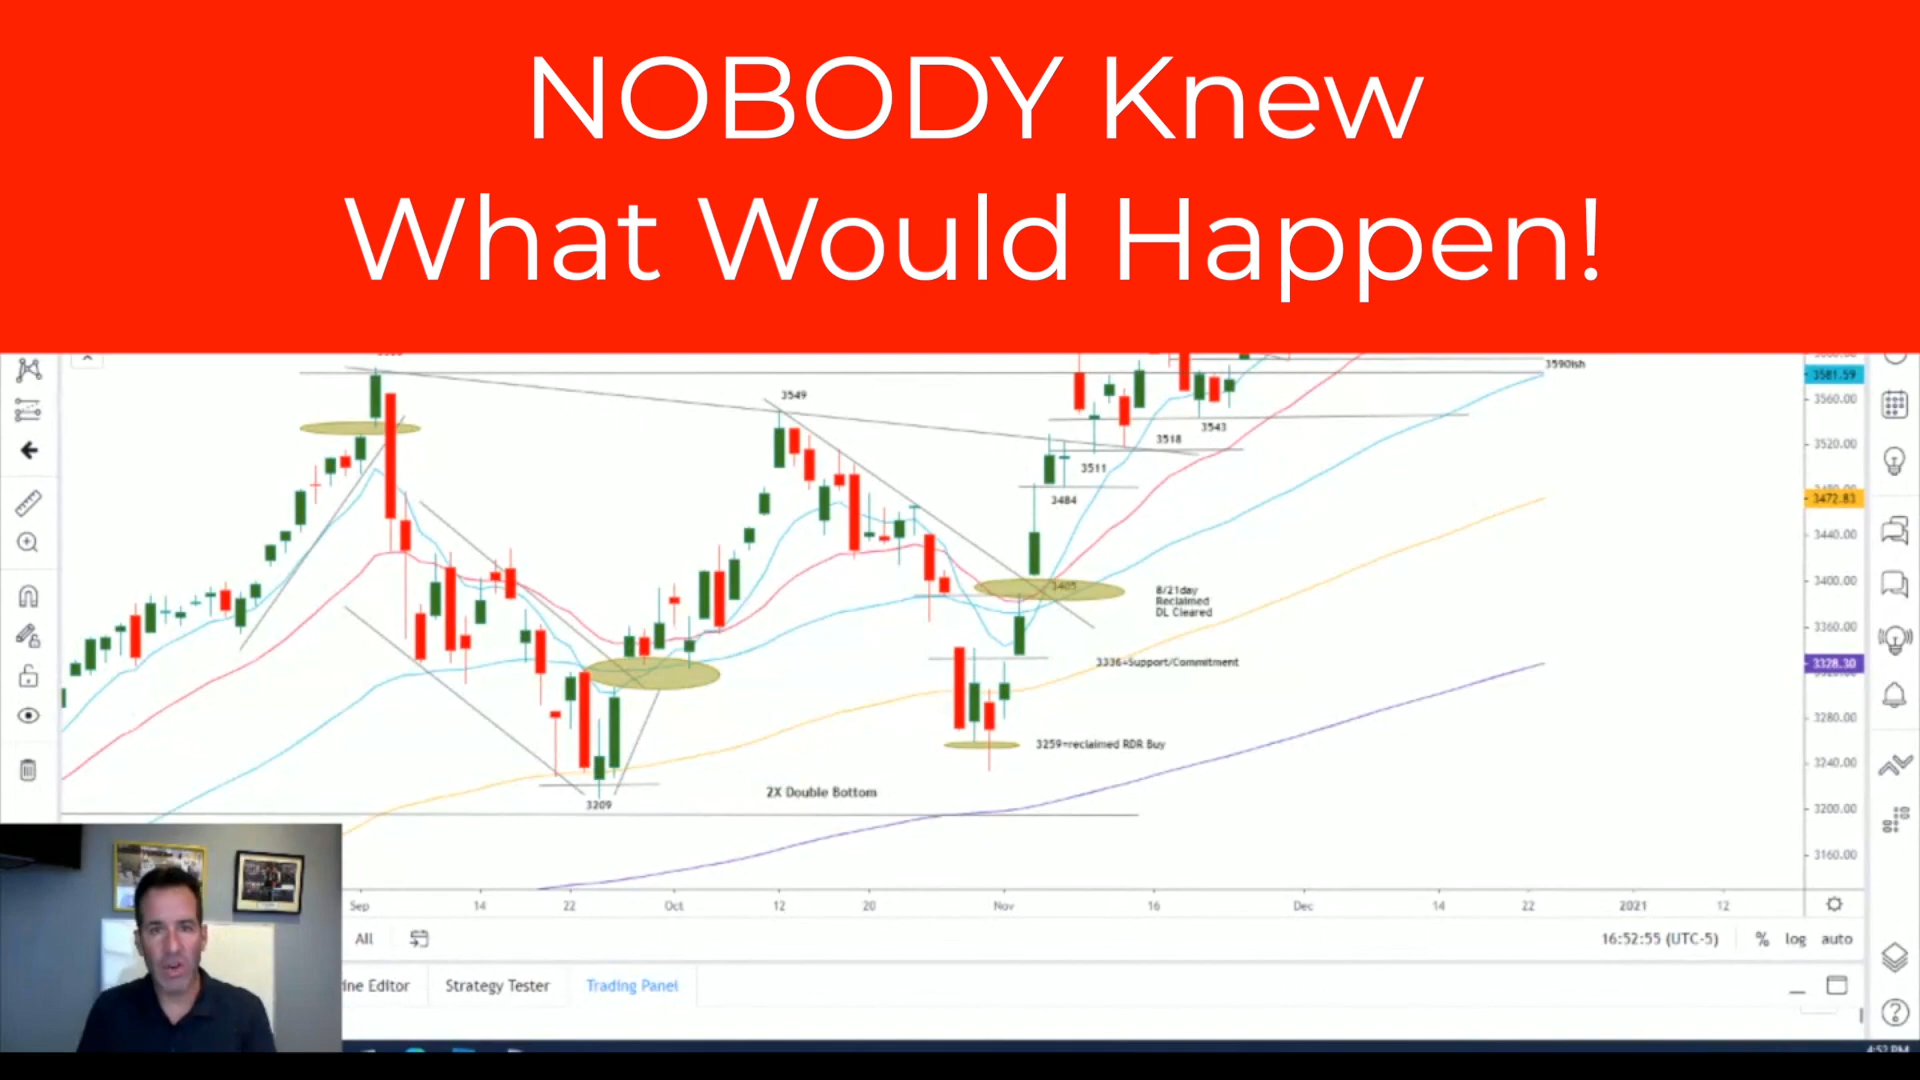 NOBODY Knew
What Would Happen!
3590ish
3581.59
3549
3560.00
3543
3518
3520.00
3511
3484
3472.83
3440.00
3405
3400.00
8/21day
Reclaimed
DL Cleared
3360.00
3336=Support/Commitment
3328.30
3280.00
3259=reclaimed RDR Buy
3240.00
2X Double Bottom
3209
3200.00
3160.00
Sep 14 22 Oct 12 20 Nov 16 Dec 14 22 2021 12
All
16:52:55 (UTC-5) % log auto
ine Editor Strategy Tester Trading Panel
4:52 PM